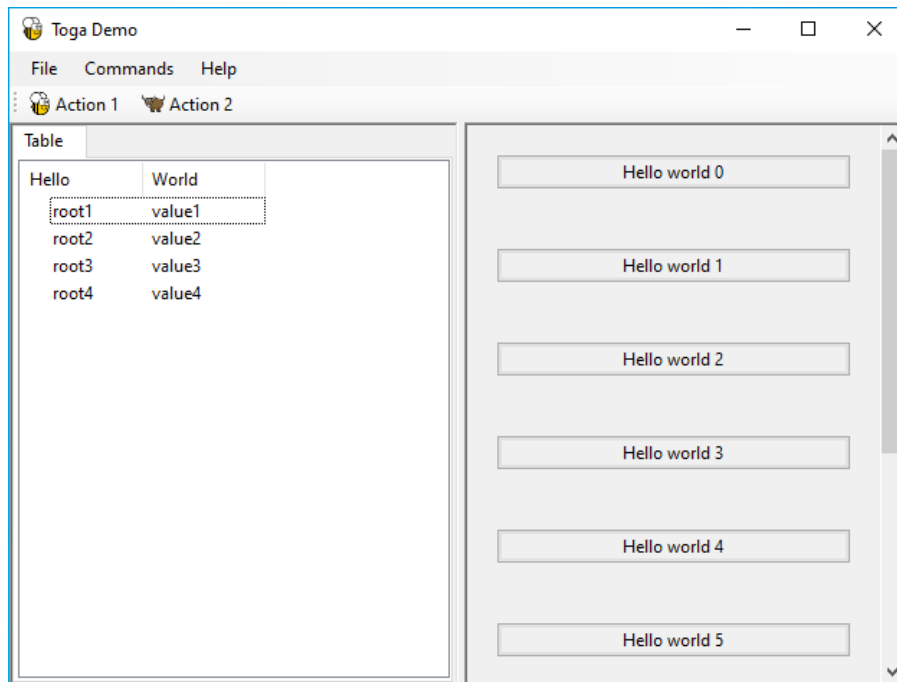 Toga Demo
File Commands Help
Action 1 Action 2
Table
Hello World
root1 value1
root2 value2
root3 value3
root4 value4
Hello world 0
Hello world 1
Hello world 2
Hello world 3
Hello world 4
Hello world 5